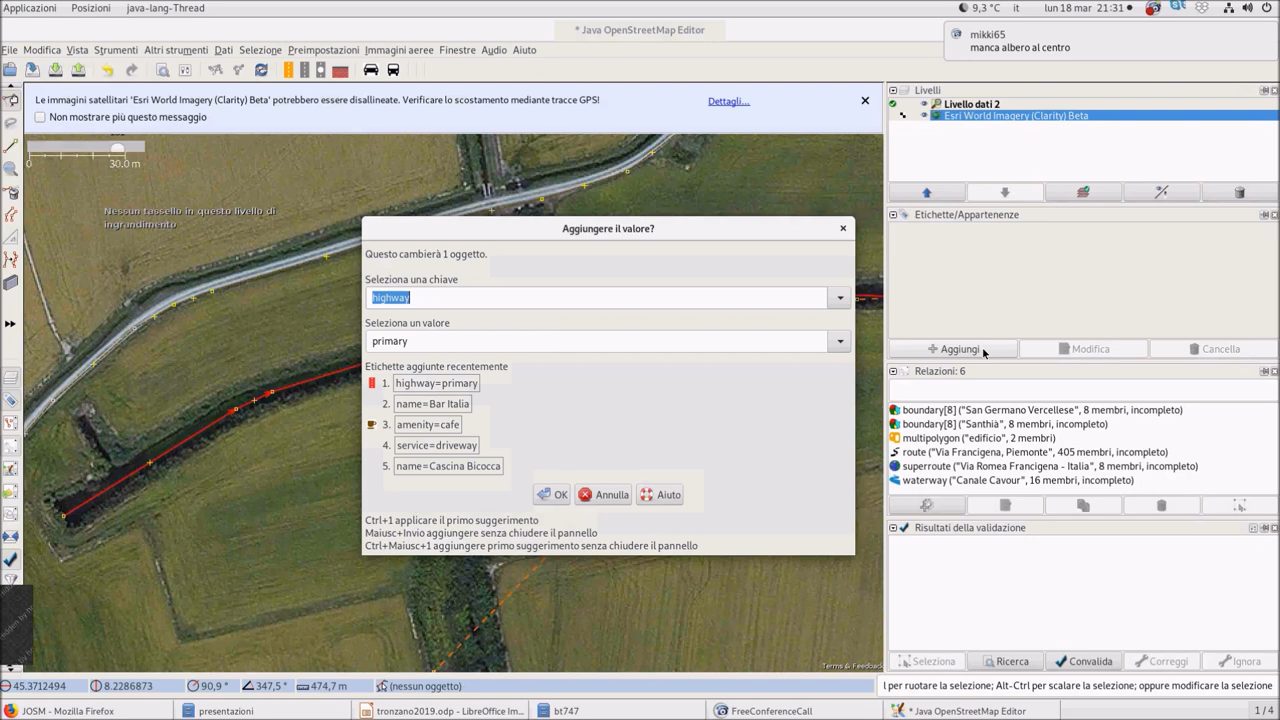 Applicazioni Posizioni java-lang-Thread 9,3 °C it lun 18 mar 21:31
* Java OpenStreetMap Editor
mikki65
manca albero al centro
File Modifica Vista Strumenti Altri strumenti Dati Selezione Preimpostazioni Immagini aeree Finestre Audio Aiuto
Le immagini satellitari 'Esri World Imagery (Clarity) Beta' potrebbero essere disallineate. Verificare lo scostamento mediante tracce GPS! Dettagli...
Non mostrare più questo messaggio
0 30.0 m
Nessun tassello in questo livello di
ingrandimento
Aggiungere il valore?
Questo cambierà 1 oggetto.
Seleziona una chiave
highway
Seleziona un valore
primary
Etichette aggiunte recentemente
1. highway=primary
2. name=Bar Italia
3. amenity=cafe
4. service=driveway
5. name=Cascina Bicocca
OK Annulla Aiuto
Ctrl+1 applicare il primo suggerimento
Maiusc+Invio aggiungere senza chiudere il pannello
Ctrl+Maiusc+1 aggiungere primo suggerimento senza chiudere il pannello
Terms & Feedback
Livelli
Livello dati 2
Esri World Imagery (Clarity) Beta
Etichette/Appartenenze
Aggiungi Modifica Cancella
Relazioni: 6
boundary[8] ("San Germano Vercellese", 8 membri, incompleto)
boundary[8] ("Santhià", 8 membri, incompleto)
multipolygon ("edificio", 2 membri)
route ("Via Francigena, Piemonte", 405 membri, incompleto)
superroute ("Via Romea Francigena - Italia", 8 membri, incompleto)
waterway ("Canale Cavour", 16 membri, incompleto)
Risultati della validazione
Seleziona Ricerca Convalida Correggi Ignora
45.3712494 8.2286873 90,9° 347,5° 474,7 m (nessun oggetto) l per ruotare la selezione; Alt-Ctrl per scalare la selezione; oppure modificare la selezione
JOSM - Mozilla Firefox presentazioni tronzano2019.odp - LibreOffice Im... bt747 FreeConferenceCall * Java OpenStreetMap Editor 1 / 4